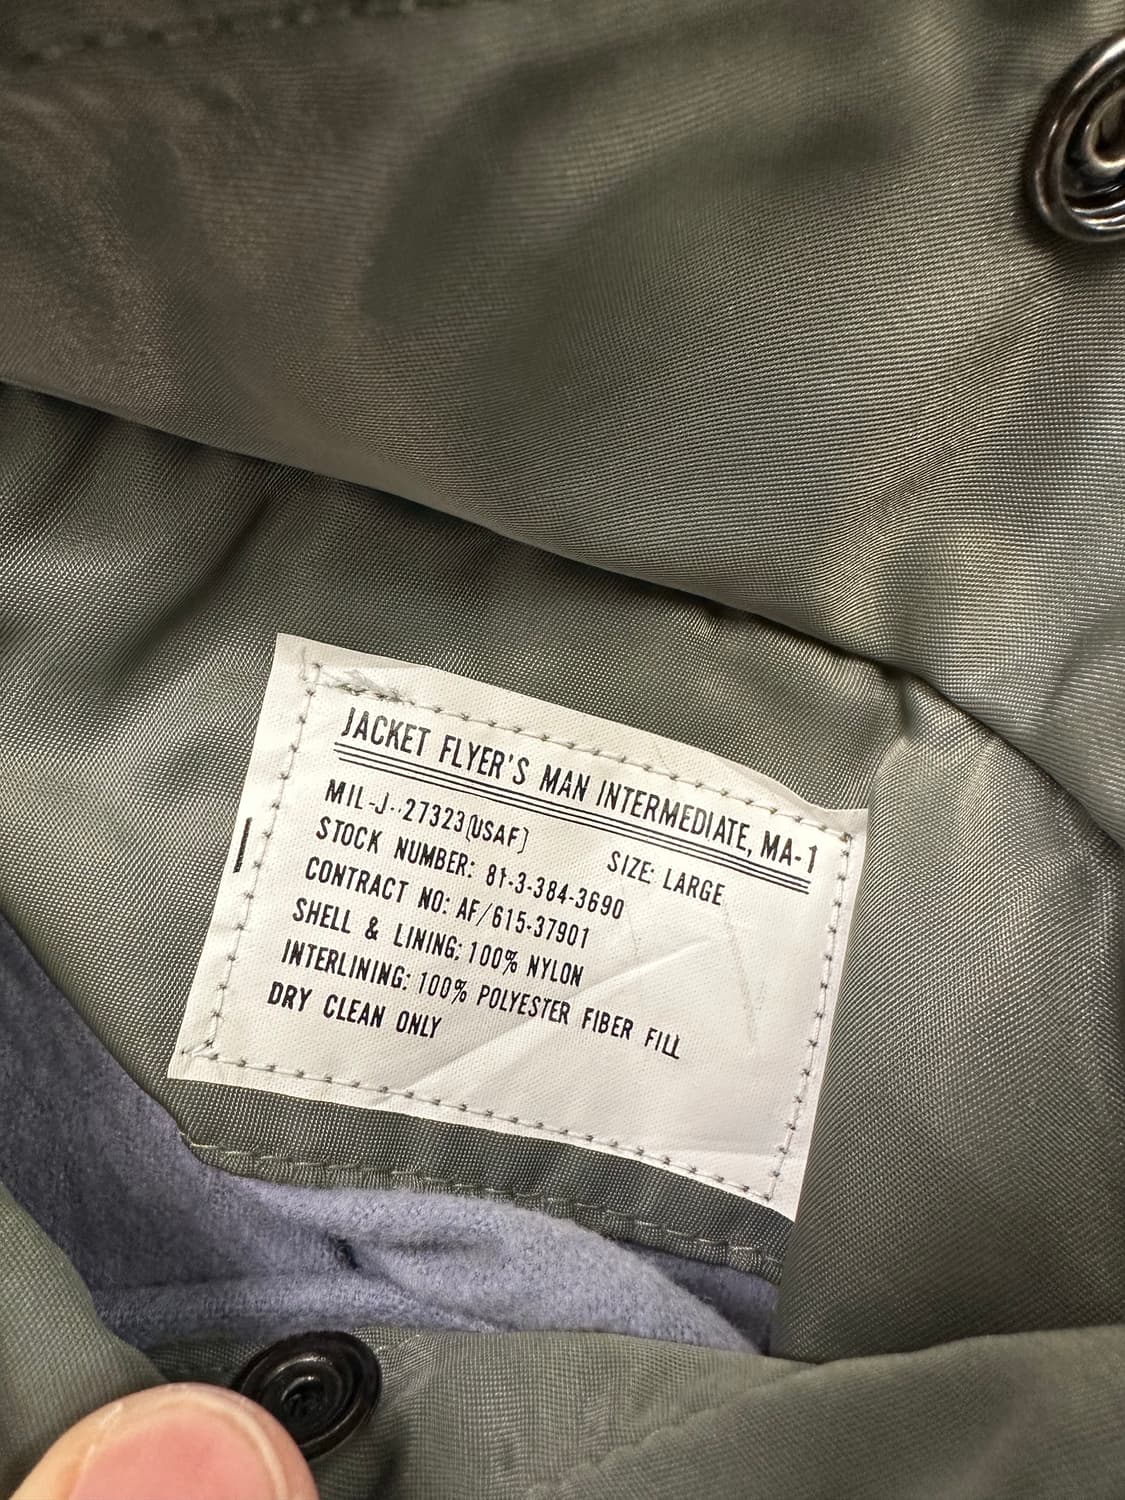 JACKET FLYER'S MAN INTERMEDIATE, MA-1
MIL-J--27323(USAF) SIZE: LARGE
STOCK NUMBER: 81-3-384-3690
CONTRACT NO: AF/615-37901
SHELL & LINING: 100% NYLON
INTERLINING: 100% POLYESTER FIBER FILL
DRY CLEAN ONLY